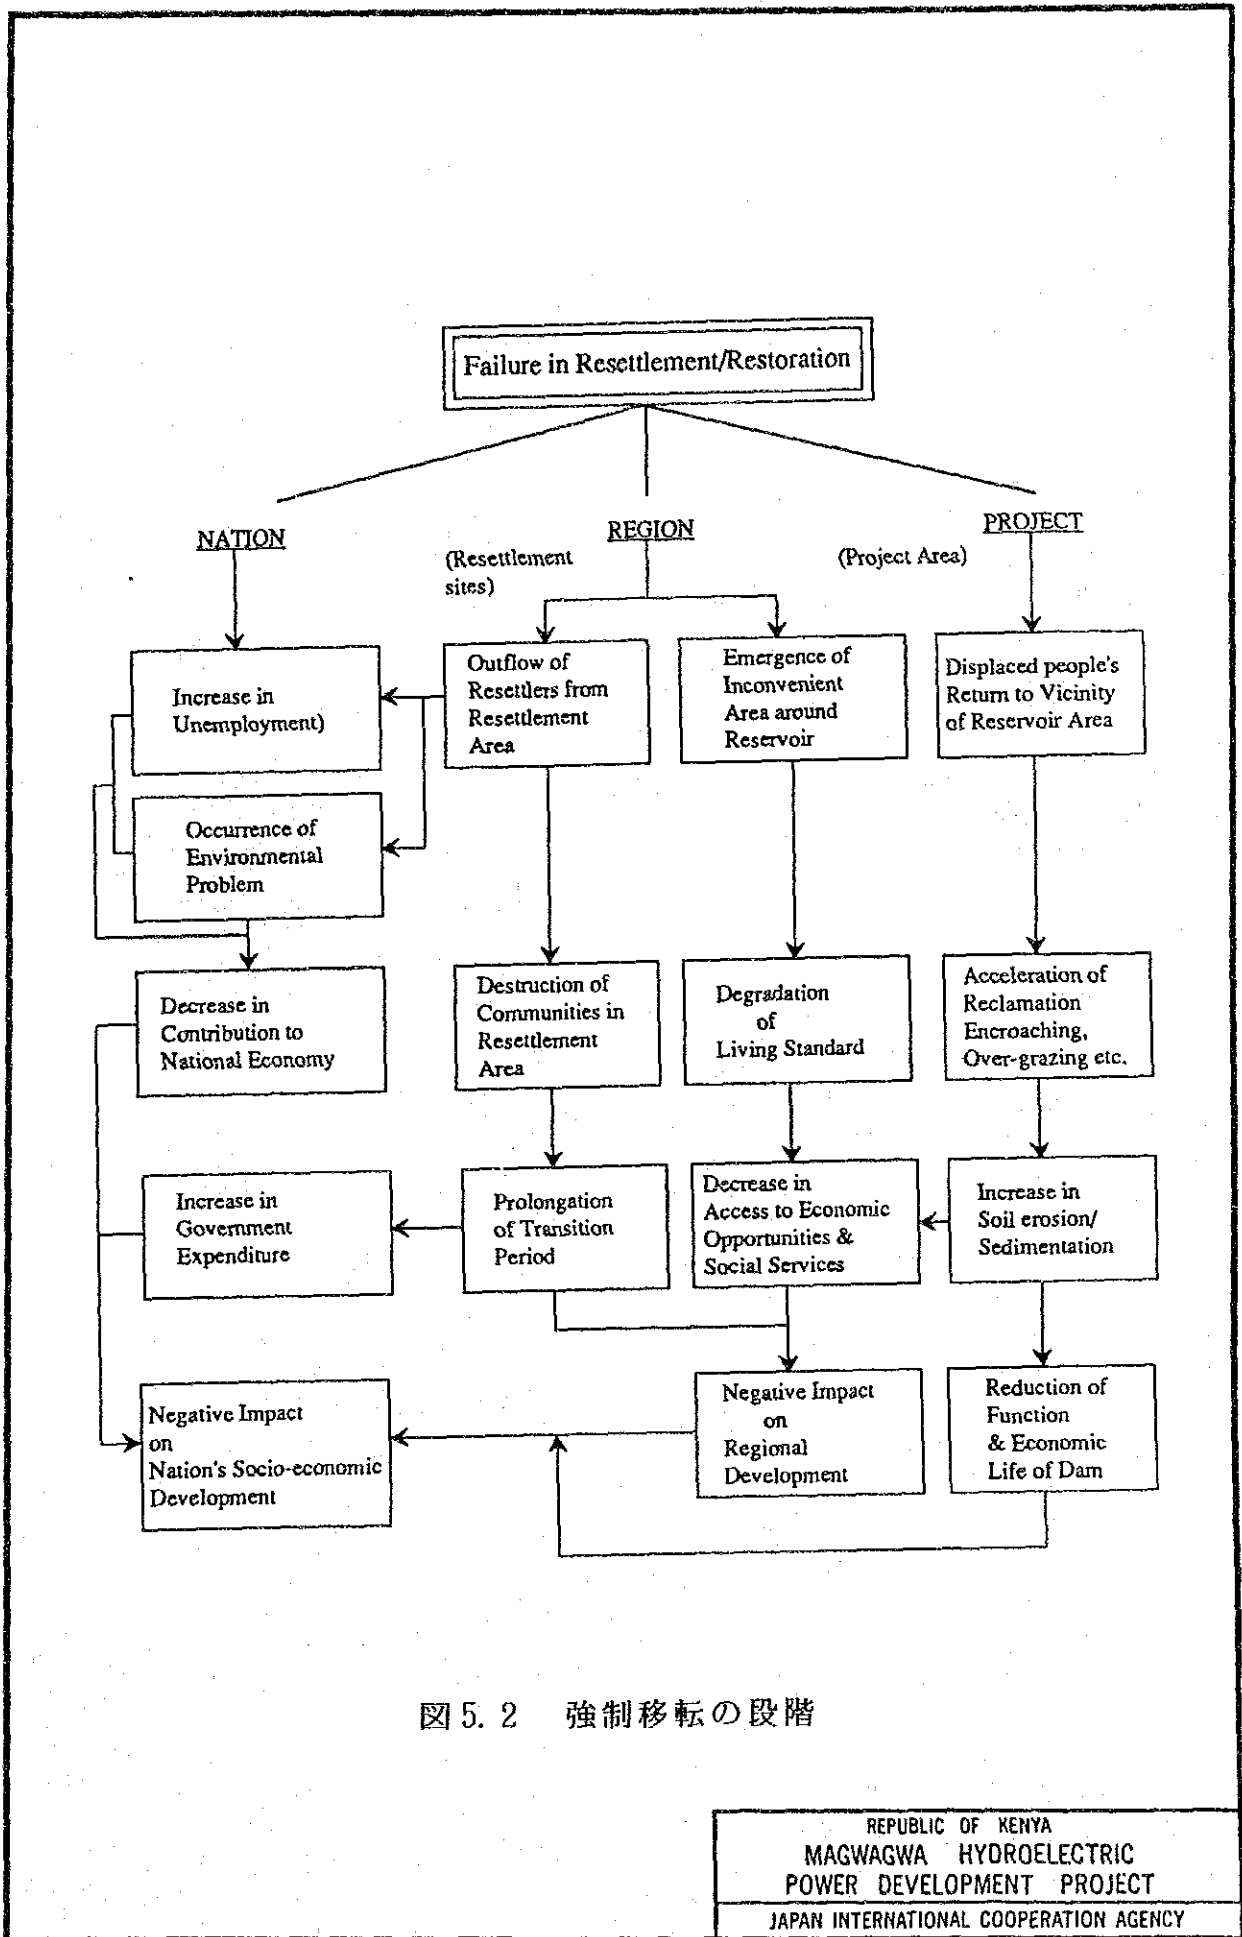 Failure in Resettlement/Restoration
NATION
REGION
PROJECT
(Resettlement
sites)
(Project Area)
Increase in
Unemployment)
Outflow of
Resettlers from
Resettlement
Area
Emergence of
Inconvenient
Area around
Reservoir
Displaced people's
Return to Vicinity
of Reservoir Area
Occurrence of
Environmental
Problem
Decrease in
Contribution to
National Economy
Destruction of
Communities in
Resettlement
Area
Degradation
of
Living Standard
Acceleration of
Reclamation
Encroaching,
Over-grazing etc.
Increase in
Government
Expenditure
Prolongation
of Transition
Period
Decrease in
Access to Economic
Opportunities &
Social Services
Increase in
Soil erosion/
Sedimentation
Negative Impact
on
Nation's Socio-economic
Development
Negative Impact
on
Regional
Development
Reduction of
Function
& Economic
Life of Dam
図5. 2 強制移転の段階
REPUBLIC OF KENYA
MAGWAGWA HYDROELECTRIC
POWER DEVELOPMENT PROJECT
JAPAN INTERNATIONAL COOPERATION AGENCY